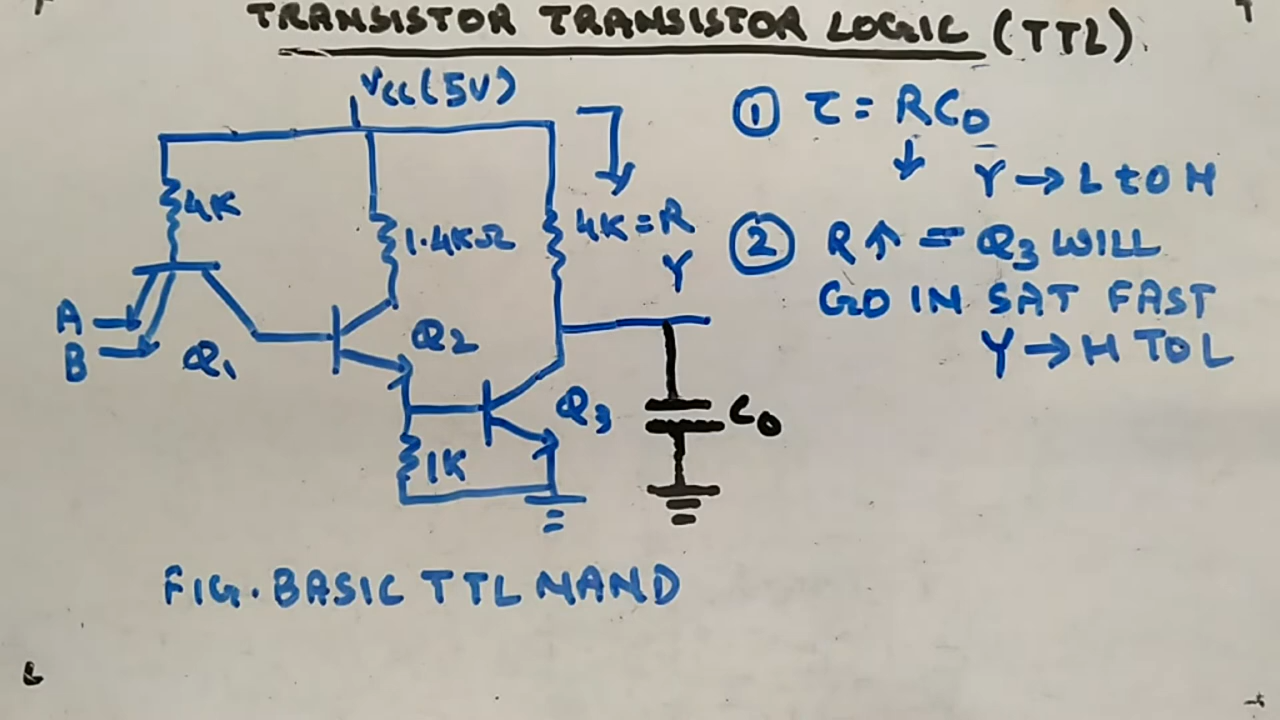 TRANSISTOR TRANSISTOR LOGIC (TTL).
VCC (5V)
4K
1.4KΩ
4K = R
Y
A
B
Q1
Q2
Q3
1K
C0
① τ = RC0
↓ Y → L to H
② R↑ = Q3 WILL
GO IN SAT FAST
Y → H TO L
FIG. BASIC TTL NAND